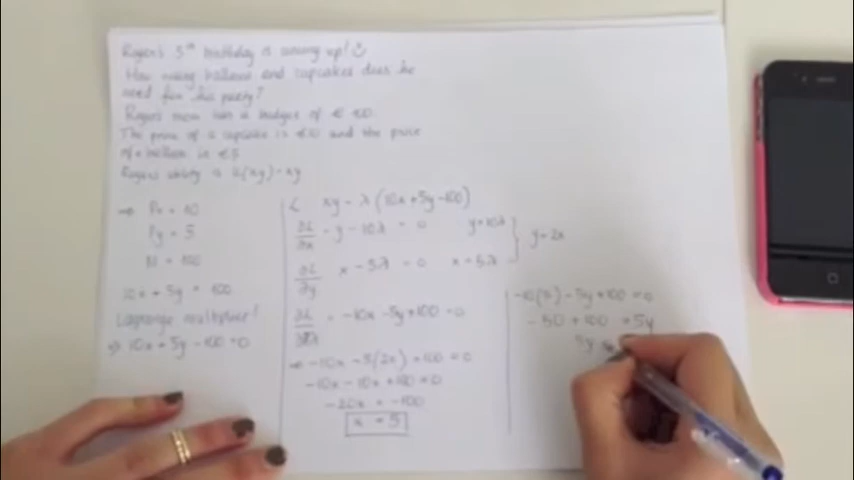 Roger's 5th birthday is coming up! ☺
How many balloons and cupcakes does he
need for his party?
Rogers mom has a budget of € 100
The price of a cupcake is €10 and the price
of a balloon is €5
Rogers utility is u(xy)=xy
→ Px = 10
Py = 5
M = 100
10x + 5y = 100
Lagrange multiplier!
→ 10x + 5y - 100 = 0
L xy - λ (10x + 5y - 100)
∂L/∂x = y - 10λ = 0 y = 10λ
y = 2x
∂L/∂y x - 5λ = 0 x = 5λ
∂L/∂λ = -10x - 5y + 100 = 0
→ -10x - 5(2x) + 100 = 0
-10x - 10x + 100 = 0
-20x = -100
x = 5
-10(5) - 5y + 100 = 0
-50 + 100 = 5y
5y